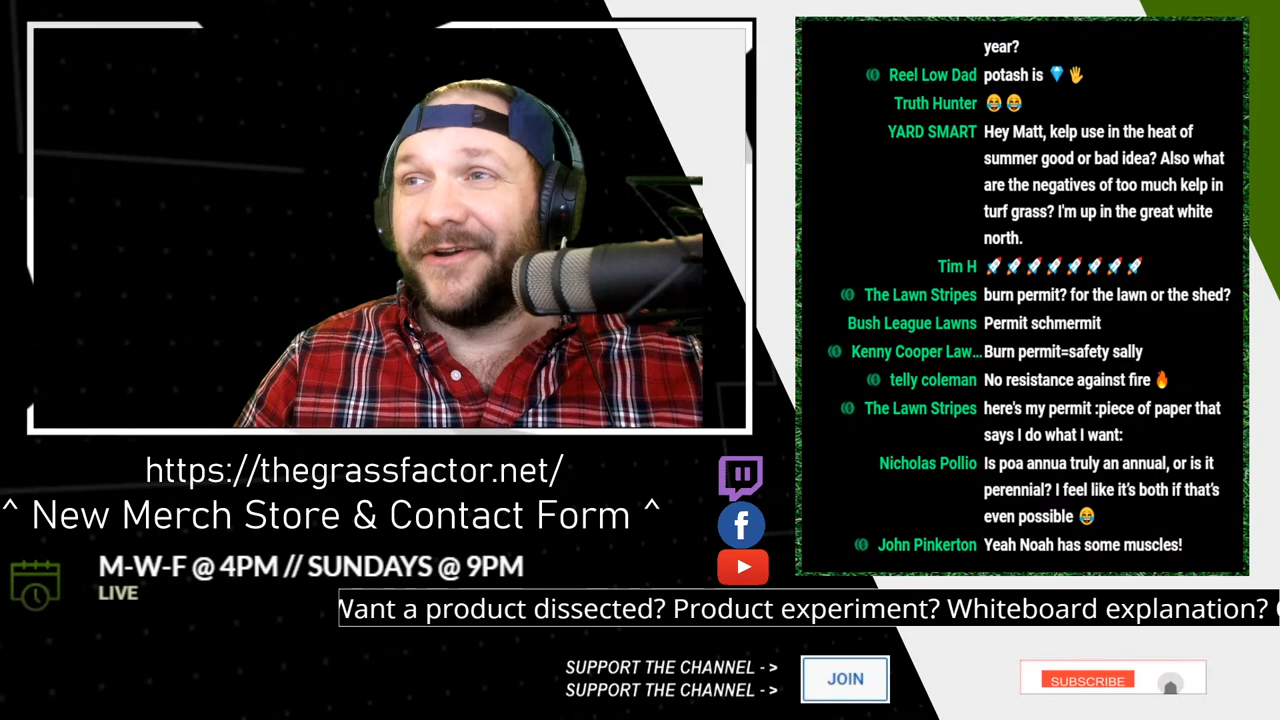 year?
Reel Low Dad potash is 💎🖐
Truth Hunter 😂😂
YARD SMART Hey Matt, kelp use in the heat of
summer good or bad idea? Also what
are the negatives of too much kelp in
turf grass? I'm up in the great white
north.
Tim H 🚀🚀🚀🚀🚀🚀🚀🚀
The Lawn Stripes burn permit? for the lawn or the shed?
Bush League Lawns Permit schmermit
Kenny Cooper Law... Burn permit=safety sally
telly coleman No resistance against fire 🔥
The Lawn Stripes here's my permit :piece of paper that
says I do what I want:
Nicholas Pollio Is poa annua truly an annual, or is it
perennial? I feel like it's both if that's
even possible 😂
John Pinkerton Yeah Noah has some muscles!
https://thegrassfactor.net/
^ New Merch Store & Contact Form ^
M-W-F @ 4PM // SUNDAYS @ 9PM
LIVE
Want a product dissected? Product experiment? Whiteboard explanation?
SUPPORT THE CHANNEL - >
SUPPORT THE CHANNEL - >
JOIN
SUBSCRIBE